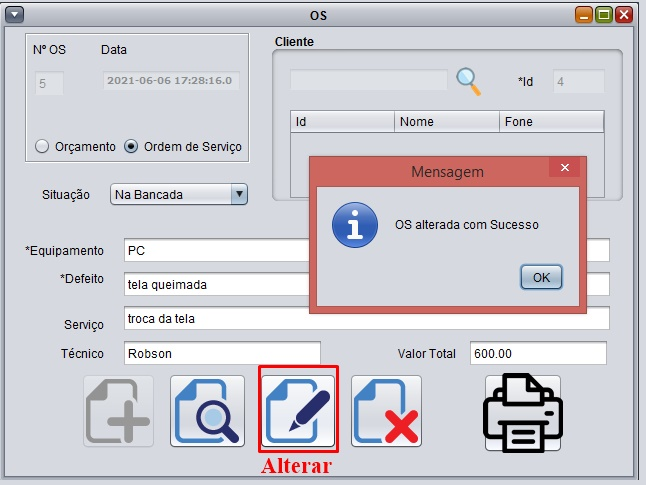 OS
Nº OS
Data
Cliente
5
2021-06-06 17:28:16.0
*Id
4
Id
Nome
Fone
Orçamento
Ordem de Serviço
Mensagem
Situação
Na Bancada
OS alterada com Sucesso
OK
*Equipamento
PC
*Defeito
tela queimada
Serviço
troca da tela
Técnico
Robson
Valor Total
600.00
Alterar